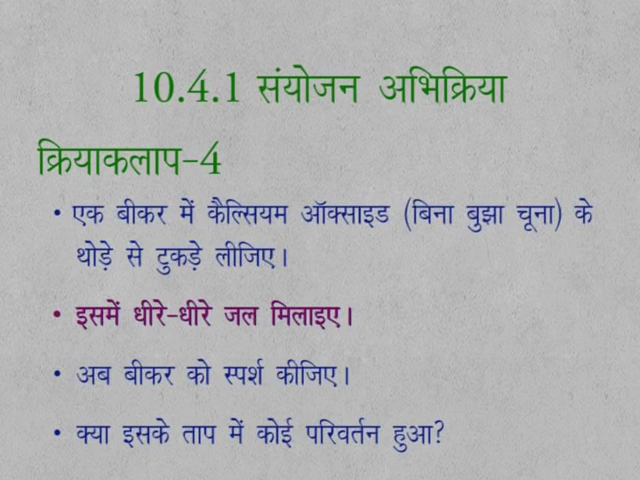 10.4.1 संयोजन अभिक्रिया
क्रियाकलाप-4
• एक बीकर में कैल्सियम ऑक्साइड (बिना बुझा चूना) के
थोड़े से टुकड़े लीजिए।
• इसमें धीरे-धीरे जल मिलाइए।
• अब बीकर को स्पर्श कीजिए।
• क्या इसके ताप में कोई परिवर्तन हुआ?